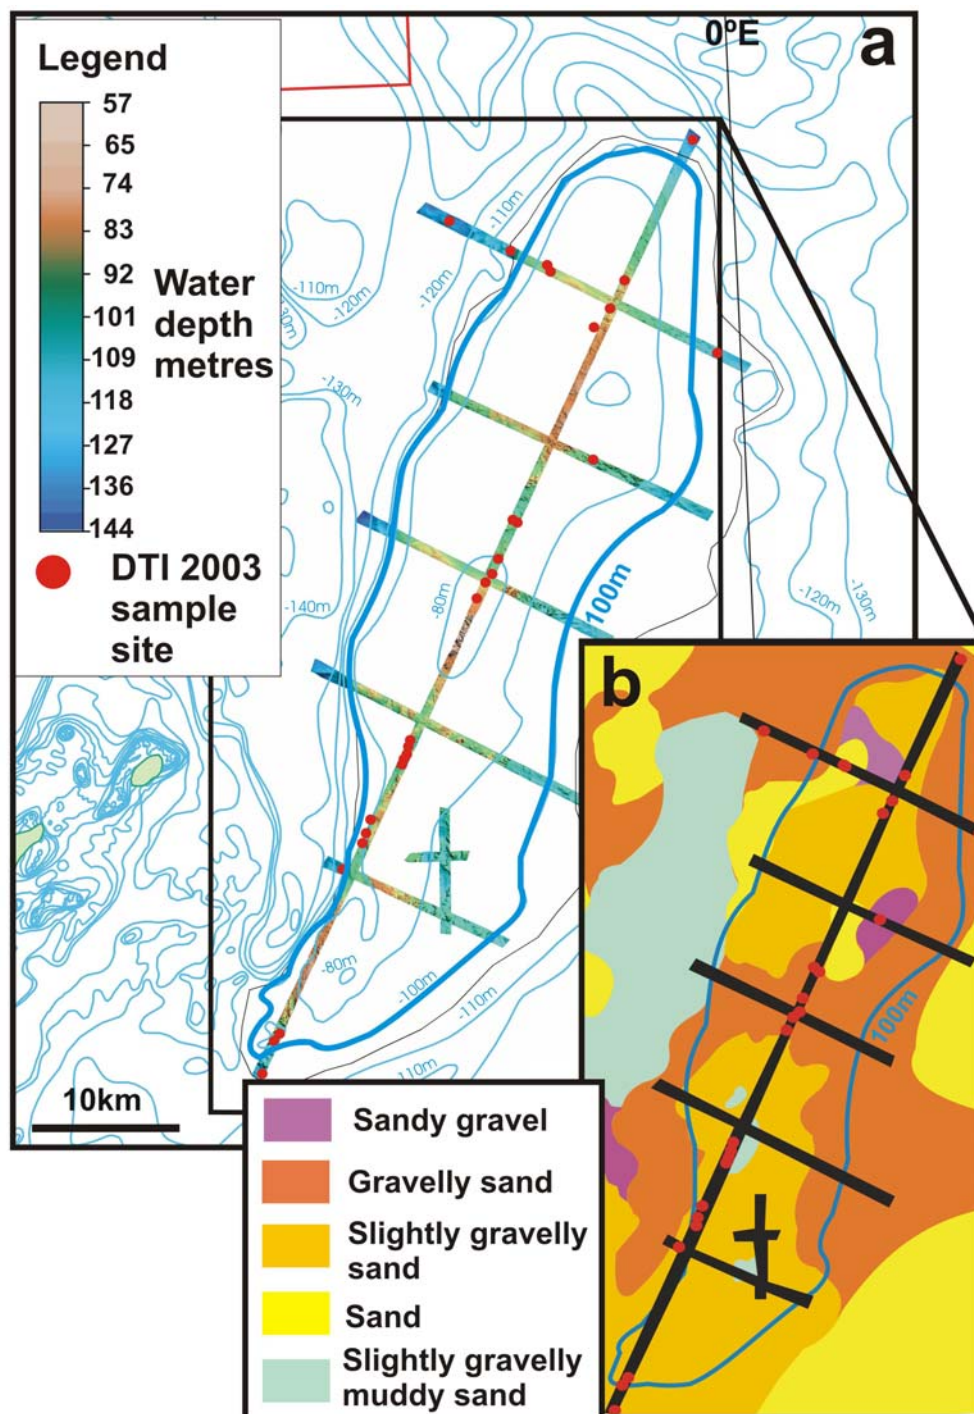 0ºE
a
Legend
57
65
74
83
92
101
109
118
127
136
144
Water
depth
metres
DTI 2003
sample
site
-110m
-120m
-110m
-120m
-130m
-140m
-80m
100m
-120m
-130m
-80m
-100m
-110m
-110m
10km
b
100m
Sandy gravel
Gravelly sand
Slightly gravelly
sand
Sand
Slightly gravelly
muddy sand